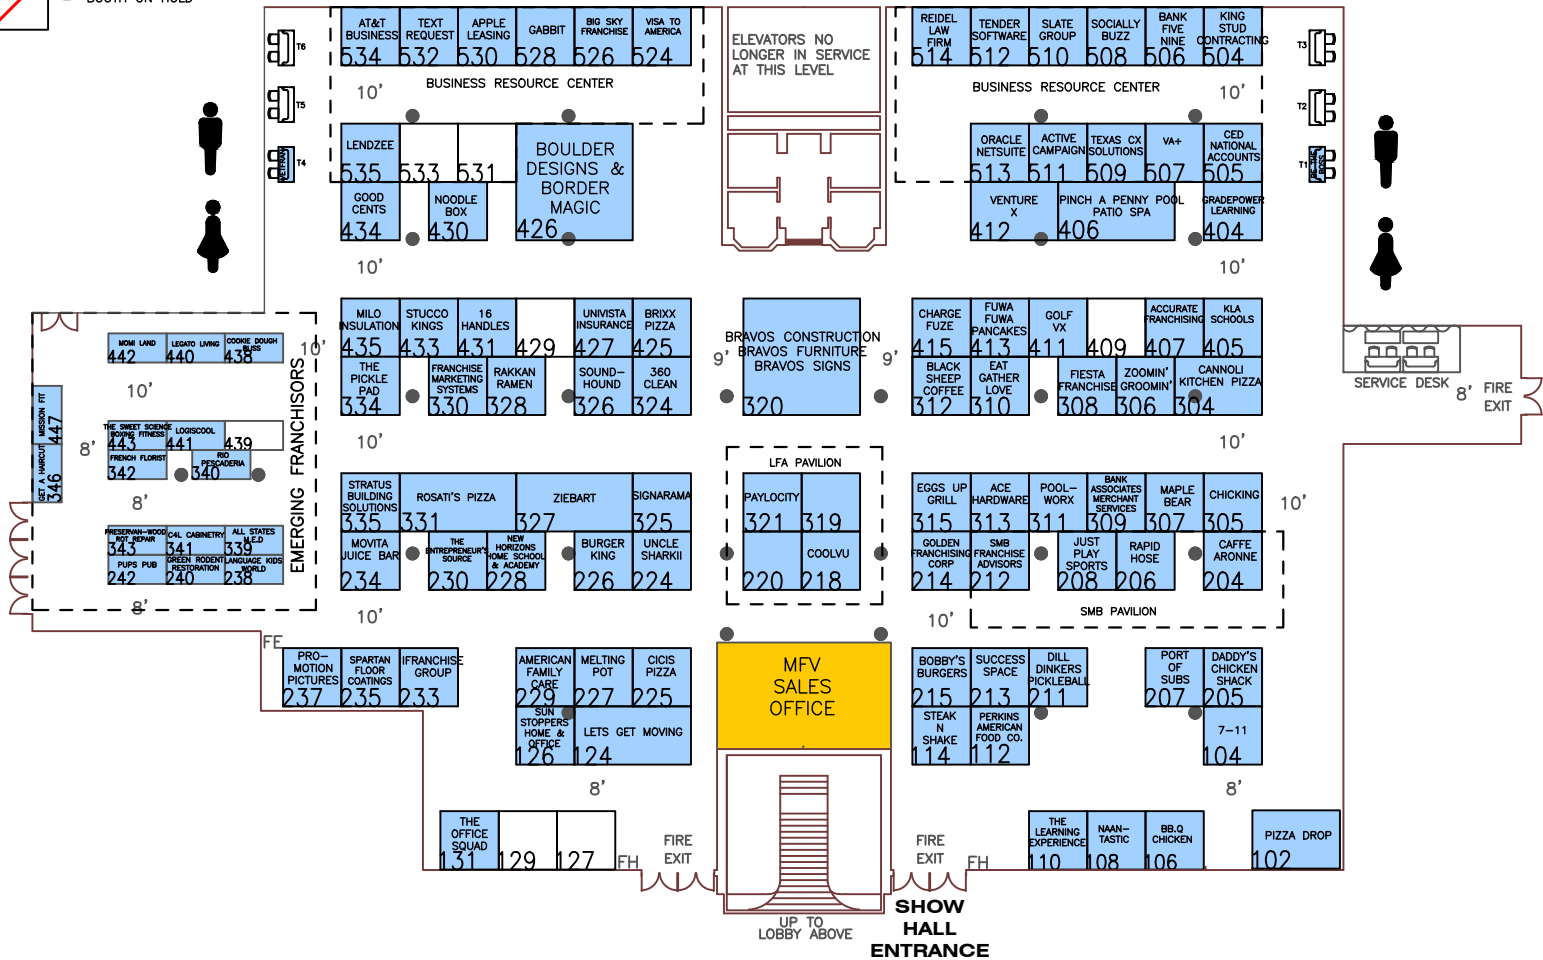 BOOTH ON HOLD
AT&T
BUSINESS
534
TEXT
REQUEST
532
APPLE
LEASING
530
GABBIT
528
BIG SKY
FRANCHISE
526
VISA TO
AMERICA
524
BUSINESS RESOURCE CENTER
10'
ELEVATORS NO
LONGER IN SERVICE
AT THIS LEVEL
REIDEL
LAW
FIRM
514
TENDER
SOFTWARE
512
SLATE
GROUP
510
SOCIALLY
BUZZ
508
BANK
FIVE
NINE
506
KING
STUD
CONTRACTING
504
BUSINESS RESOURCE CENTER
10'
T6
T5
T4
T3
T2
T1
LENDZEE
535
533
531
BOULDER
DESIGNS &
BORDER
MAGIC
426
GOOD
CENTS
434
NOODLE
BOX
430
10'
ORACLE
NETSUITE
513
ACTIVE
CAMPAIGN
511
TEXAS CX
SOLUTIONS
509
VA+
507
CED
NATIONAL
ACCOUNTS
505
VENTURE
X
412
PINCH A PENNY POOL
PATIO SPA
406
GRADEPOWER
LEARNING
404
10'
MILO
INSULATION
435
STUCCO
KINGS
433
16
HANDLES
431
429
UNIVISTA
INSURANCE
427
BRIXX
PIZZA
425
THE
PICKLE
PAD
334
FRANCHISE
MARKETING
SYSTEMS
330
RAKKAN
RAMEN
328
SOUND-
HOUND
326
360
CLEAN
324
10'
9'
BRAVOS CONSTRUCTION
BRAVOS FURNITURE
BRAVOS SIGNS
320
9'
CHARGE
FUZE
415
FUWA
FUWA
PANCAKES
413
GOLF
VX
411
409
ACCURATE
FRANCHISING
407
KLA
SCHOOLS
405
BLACK
SHEEP
COFFEE
312
EAT
GATHER
LOVE
310
FIESTA
FRANCHISE
308
ZOOMIN'
GROOMIN'
306
CANNOLI
KITCHEN PIZZA
304
10'
SERVICE DESK
8'
FIRE
EXIT
MOMI LAND
442
LEGATO LIVING
440
COOKIE DOUGH
BLISS
438
10'
10'
MISSION FIT
447
GET A HAIRCUT
346
8'
THE SWEET SCIENCE
BOXING FITNESS
443
LOGISCOOL
441
439
FRENCH FLORIST
342
RIO
PESCADERIA
340
8'
EMERGING FRANCHISORS
PRESERVAN-WOOD
ROT REPAIR
343
C4L CABINETRY
341
ALL STATES
M.E.D
339
PUPS PUB
242
GREEN RODENT
RESTORATION
240
LANGUAGE KIDS
WORLD
238
8'
STRATUS
BUILDING
SOLUTIONS
335
ROSATI'S PIZZA
331
ZIEBART
327
SIGNARAMA
325
MOVITA
JUICE BAR
234
THE
ENTREPRENEUR'S
SOURCE
230
NEW
HORIZONS
HOME SCHOOL
& ACADEMY
228
BURGER
KING
226
UNCLE
SHARKII
224
10'
LFA PAVILION
PAYLOCITY
321
319
220
COOLVU
218
EGGS UP
GRILL
315
ACE
HARDWARE
313
POOL-
WORX
311
BANK
ASSOCIATES
MERCHANT
SERVICES
309
MAPLE
BEAR
307
CHICKING
305
10'
GOLDEN
FRANCHISING
CORP
214
SMB
FRANCHISE
ADVISORS
212
JUST
PLAY
SPORTS
208
RAPID
HOSE
206
CAFFE
ARONNE
204
10'
SMB PAVILION
FE
PRO-
MOTION
PICTURES
237
SPARTAN
FLOOR
COATINGS
235
IFRANCHISE
GROUP
233
AMERICAN
FAMILY
CARE
229
MELTING
POT
227
CICIS
PIZZA
225
SUN
STOPPERS
HOME &
OFFICE
126
LETS GET MOVING
124
8'
MFV
SALES
OFFICE
BOBBY'S
BURGERS
215
SUCCESS
SPACE
213
DILL
DINKERS
PICKLEBALL
211
PORT
OF
SUBS
207
DADDY'S
CHICKEN
SHACK
205
STEAK
N
SHAKE
114
PERKINS
AMERICAN
FOOD CO.
112
7-11
104
8'
THE
OFFICE
SQUAD
131
129
127
FH
FIRE
EXIT
FIRE
EXIT
FH
THE
LEARNING
EXPERIENCE
110
NAAN-
TASTIC
108
BB.Q
CHICKEN
106
PIZZA DROP
102
UP TO
LOBBY ABOVE
SHOW
HALL
ENTRANCE